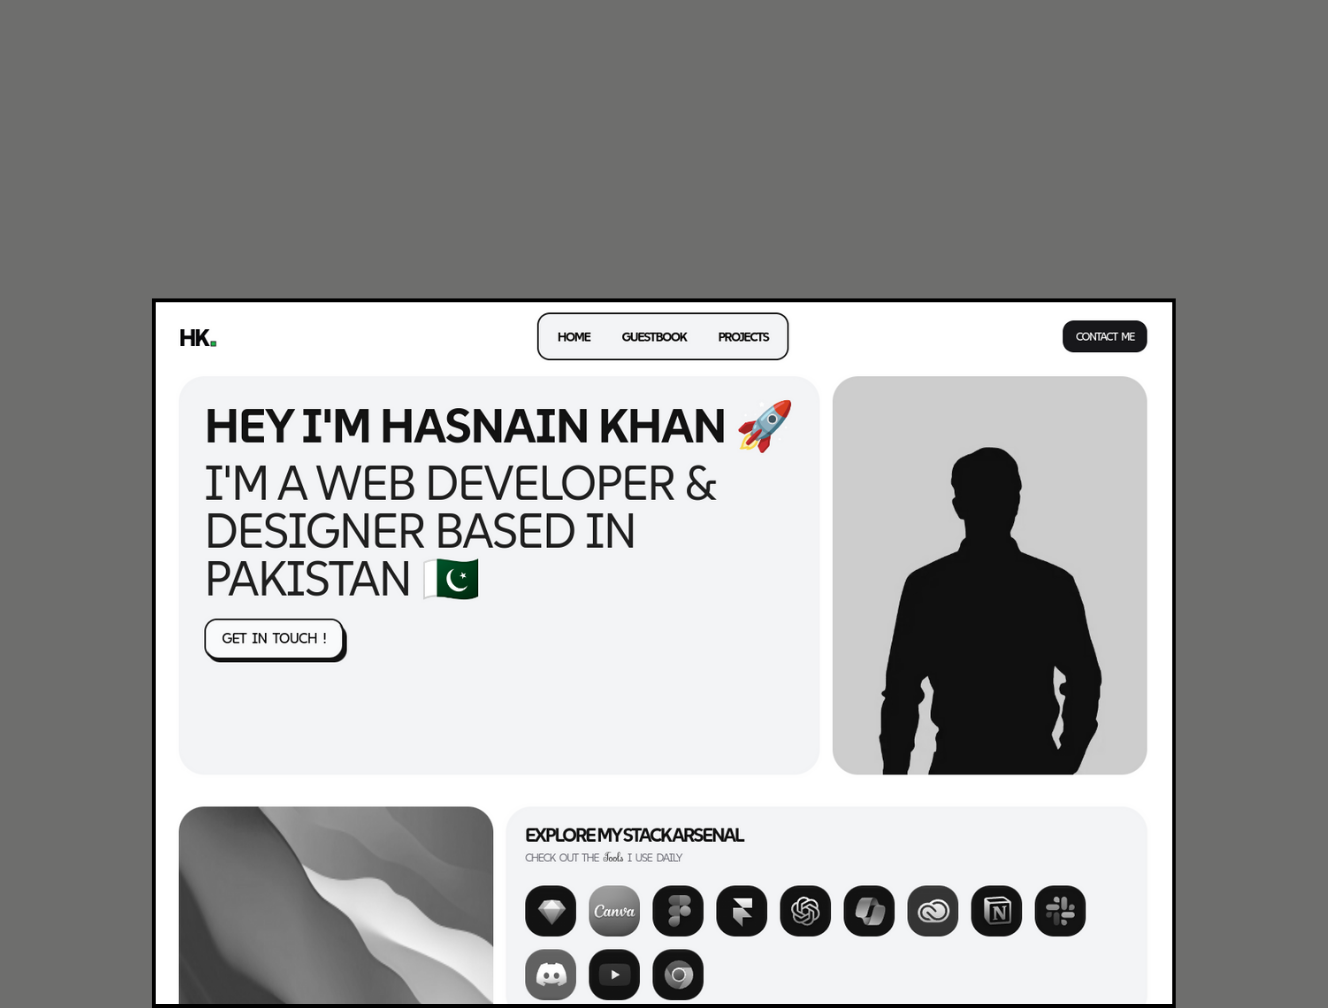 HK.
HOME GUESTBOOK PROJECTS
CONTACT ME
HEY I'M HASNAIN KHAN 🚀
I'M A WEB DEVELOPER &
DESIGNER BASED IN
PAKISTAN 🇵🇰
GET IN TOUCH !
EXPLORE MY STACK ARSENAL
CHECK OUT THE Tools I USE DAILY
Canva
N